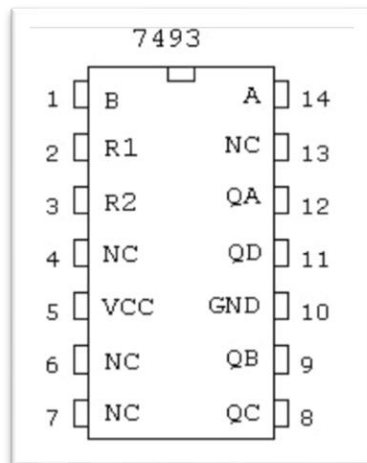 7493
1 B A 14
2 R1 NC 13
3 R2 QA 12
4 NC QD 11
5 VCC GND 10
6 NC QB 9
7 NC QC 8